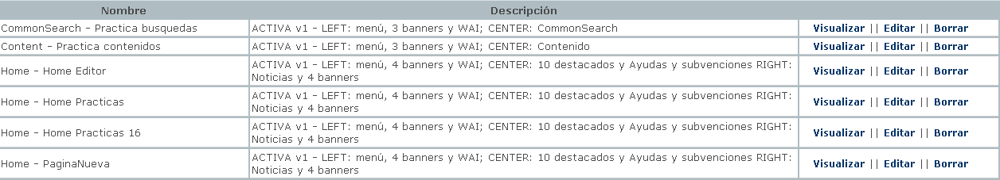 Nombre Descripción
CommonSearch - Practica busquedas ACTIVA v1 - LEFT: menú, 3 banners y WAI; CENTER: CommonSearch Visualizar || Editar || Borrar
Content - Practica contenidos ACTIVA v1 - LEFT: menú, 3 banners y WAI; CENTER: Contenido Visualizar || Editar || Borrar
Home - Home Editor ACTIVA v1 - LEFT: menú, 4 banners y WAI; CENTER: 10 destacados y Ayudas y subvenciones RIGHT:
Noticias y 4 banners Visualizar || Editar || Borrar
Home - Home Practicas ACTIVA v1 - LEFT: menú, 4 banners y WAI; CENTER: 10 destacados y Ayudas y subvenciones RIGHT:
Noticias y 4 banners Visualizar || Editar || Borrar
Home - Home Practicas 16 ACTIVA v1 - LEFT: menú, 4 banners y WAI; CENTER: 10 destacados y Ayudas y subvenciones RIGHT:
Noticias y 4 banners Visualizar || Editar || Borrar
Home - PaginaNueva ACTIVA v1 - LEFT: menú, 4 banners y WAI; CENTER: 10 destacados y Ayudas y subvenciones RIGHT:
Noticias y 4 banners Visualizar || Editar || Borrar